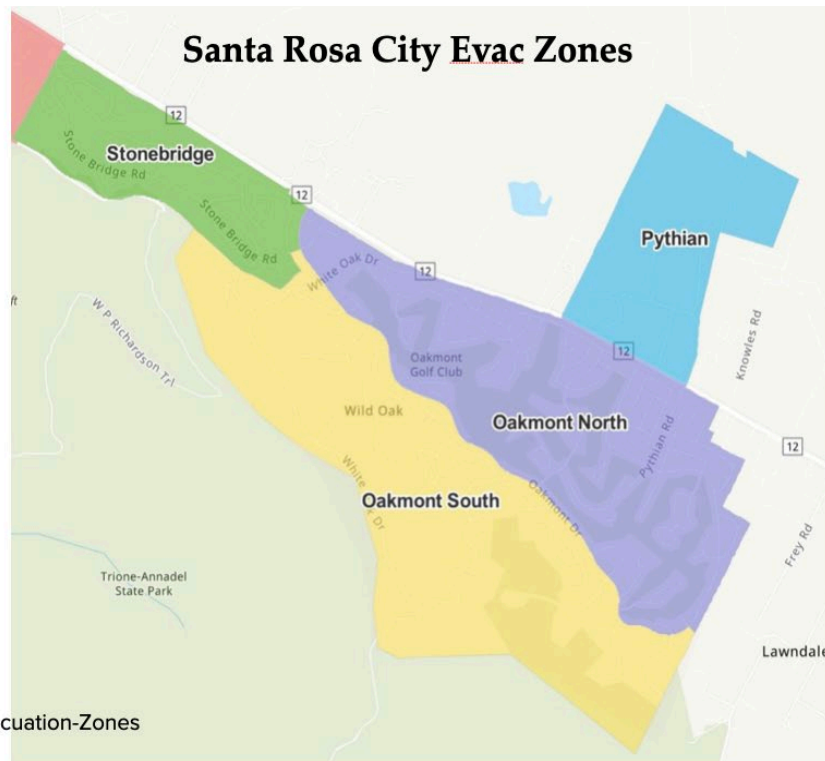 Santa Rosa City Evac Zones
12
Stonebridge
Stone Bridge Rd
12
Pythian
Stone Bridge Rd
White Oak Dr
12
ft
W P Richardson Trl
Knowles Rd
12
Oakmont
Golf Club
Wild Oak
Oakmont North
Pythian Rd
12
White Oak Dr
Oakmont South
Oakmont Dr
Frey Rd
Trione-Annadel
State Park
Lawndale
cuation-Zones